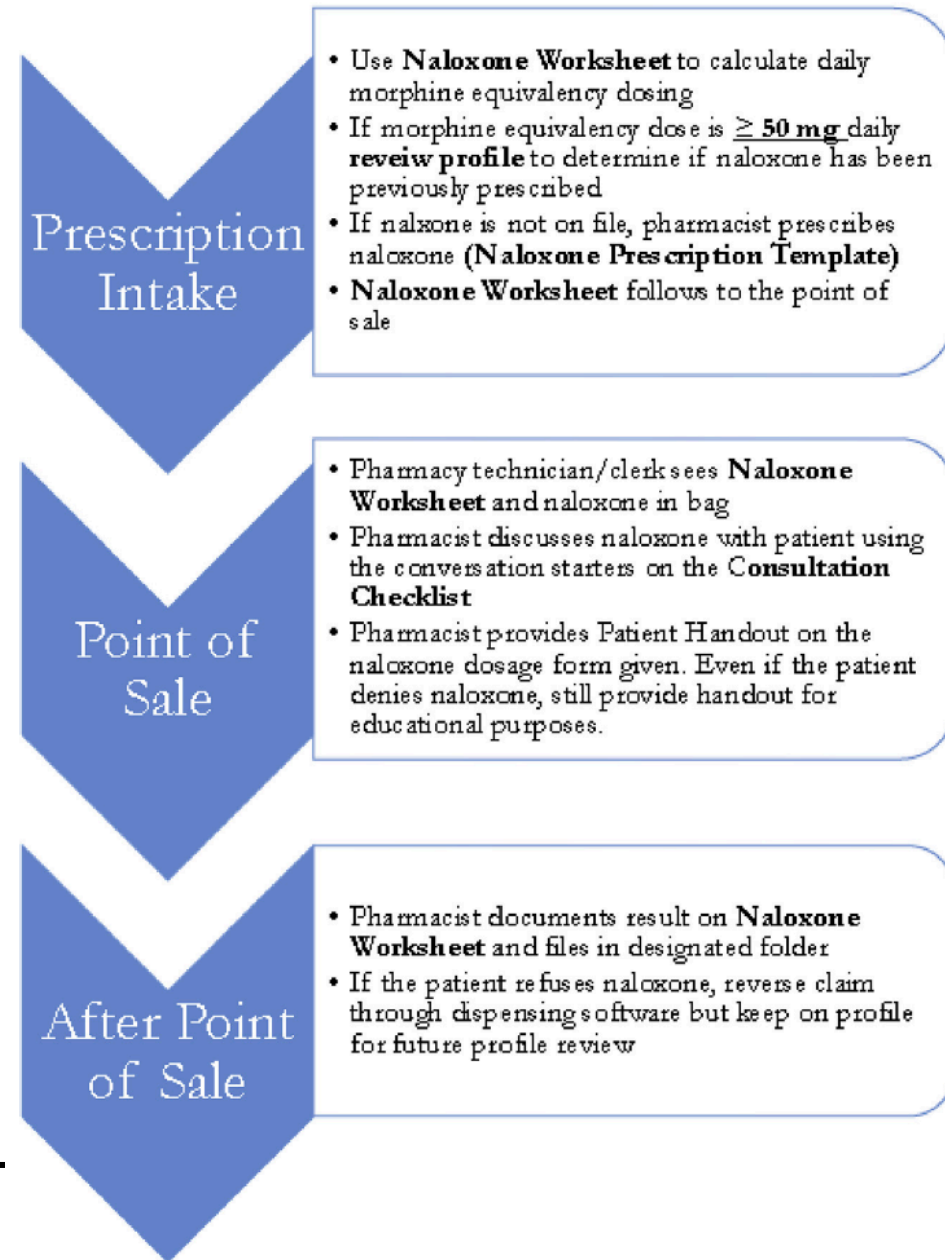 Prescription
Intake
• Use Naloxone Worksheet to calculate daily
morphine equivalency dosing
• If morphine equivalency dose is ≥ 50 mg daily
reveiw profile to determine if naloxone has been
previously prescribed
• If nalxone is not on file, pharmacist prescribes
naloxone (Naloxone Prescription Template)
• Naloxone Worksheet follows to the point of
sale
Point of
Sale
• Pharmacy technician/clerk sees Naloxone
Worksheet and naloxone in bag
• Pharmacist discusses naloxone with patient using
the conversation starters on the Consultation
Checklist
• Pharmacist provides Patient Handout on the
naloxone dosage form given. Even if the patient
denies naloxone, still provide handout for
educational purposes.
After Point
of Sale
• Pharmacist documents result on Naloxone
Worksheet and files in designated folder
• If the patient refuses naloxone, reverse claim
through dispensing software but keep on profile
for future profile review